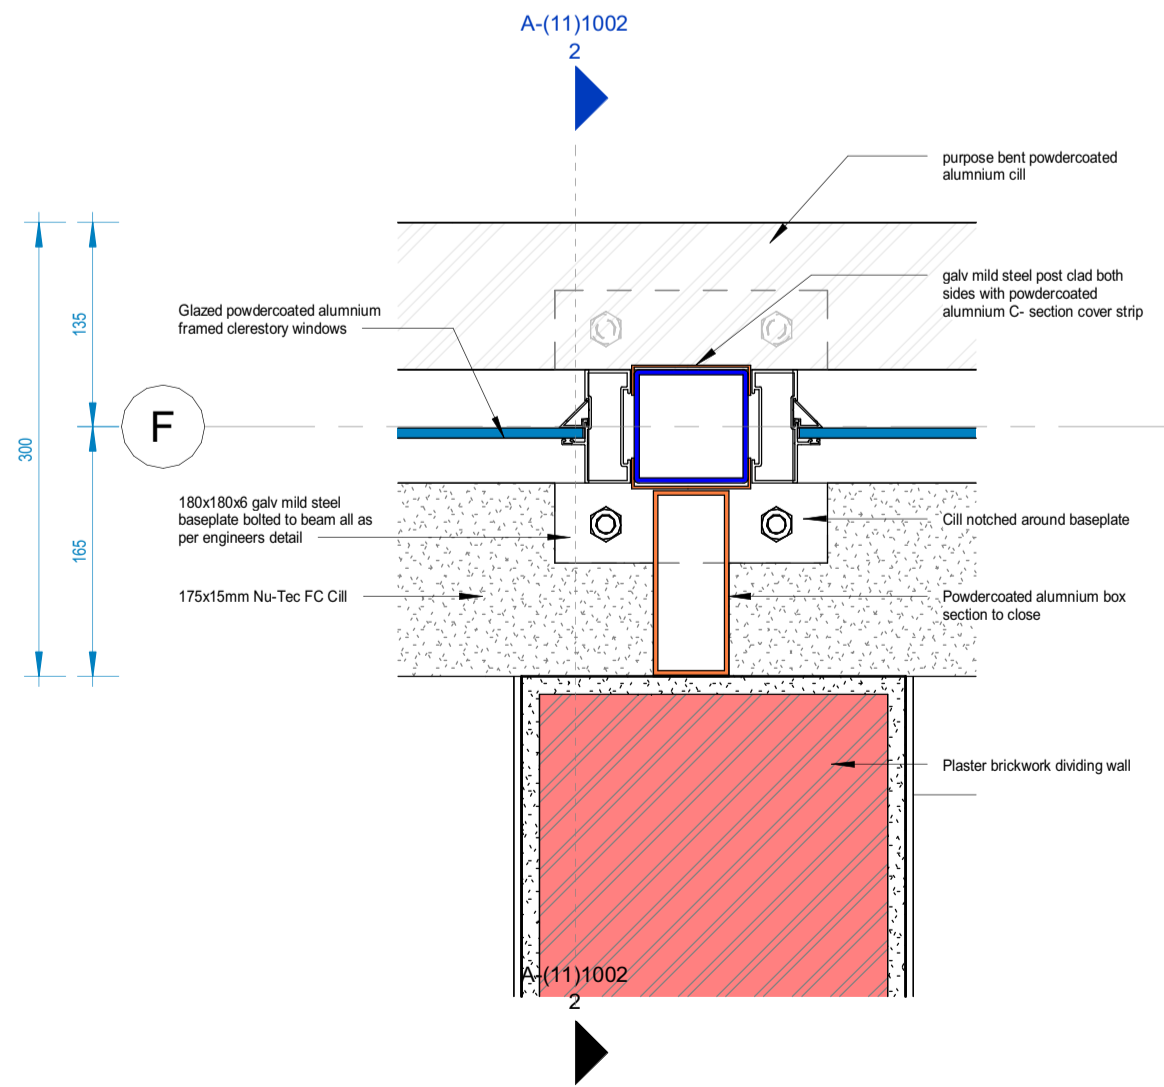 A-(11)1002
2
purpose bent powdercoated
alumnium cill
galv mild steel post clad both
sides with powdercoated
alumnium C- section cover strip
Glazed powdercoated alumnium
framed clerestory windows
135
F
300
180x180x6 galv mild steel
baseplate bolted to beam all as
per engineers detail
Cill notched around baseplate
165
175x15mm Nu-Tec FC Cill
Powdercoated alumnium box
section to close
Plaster brickwork dividing wall
A-(11)1002
2